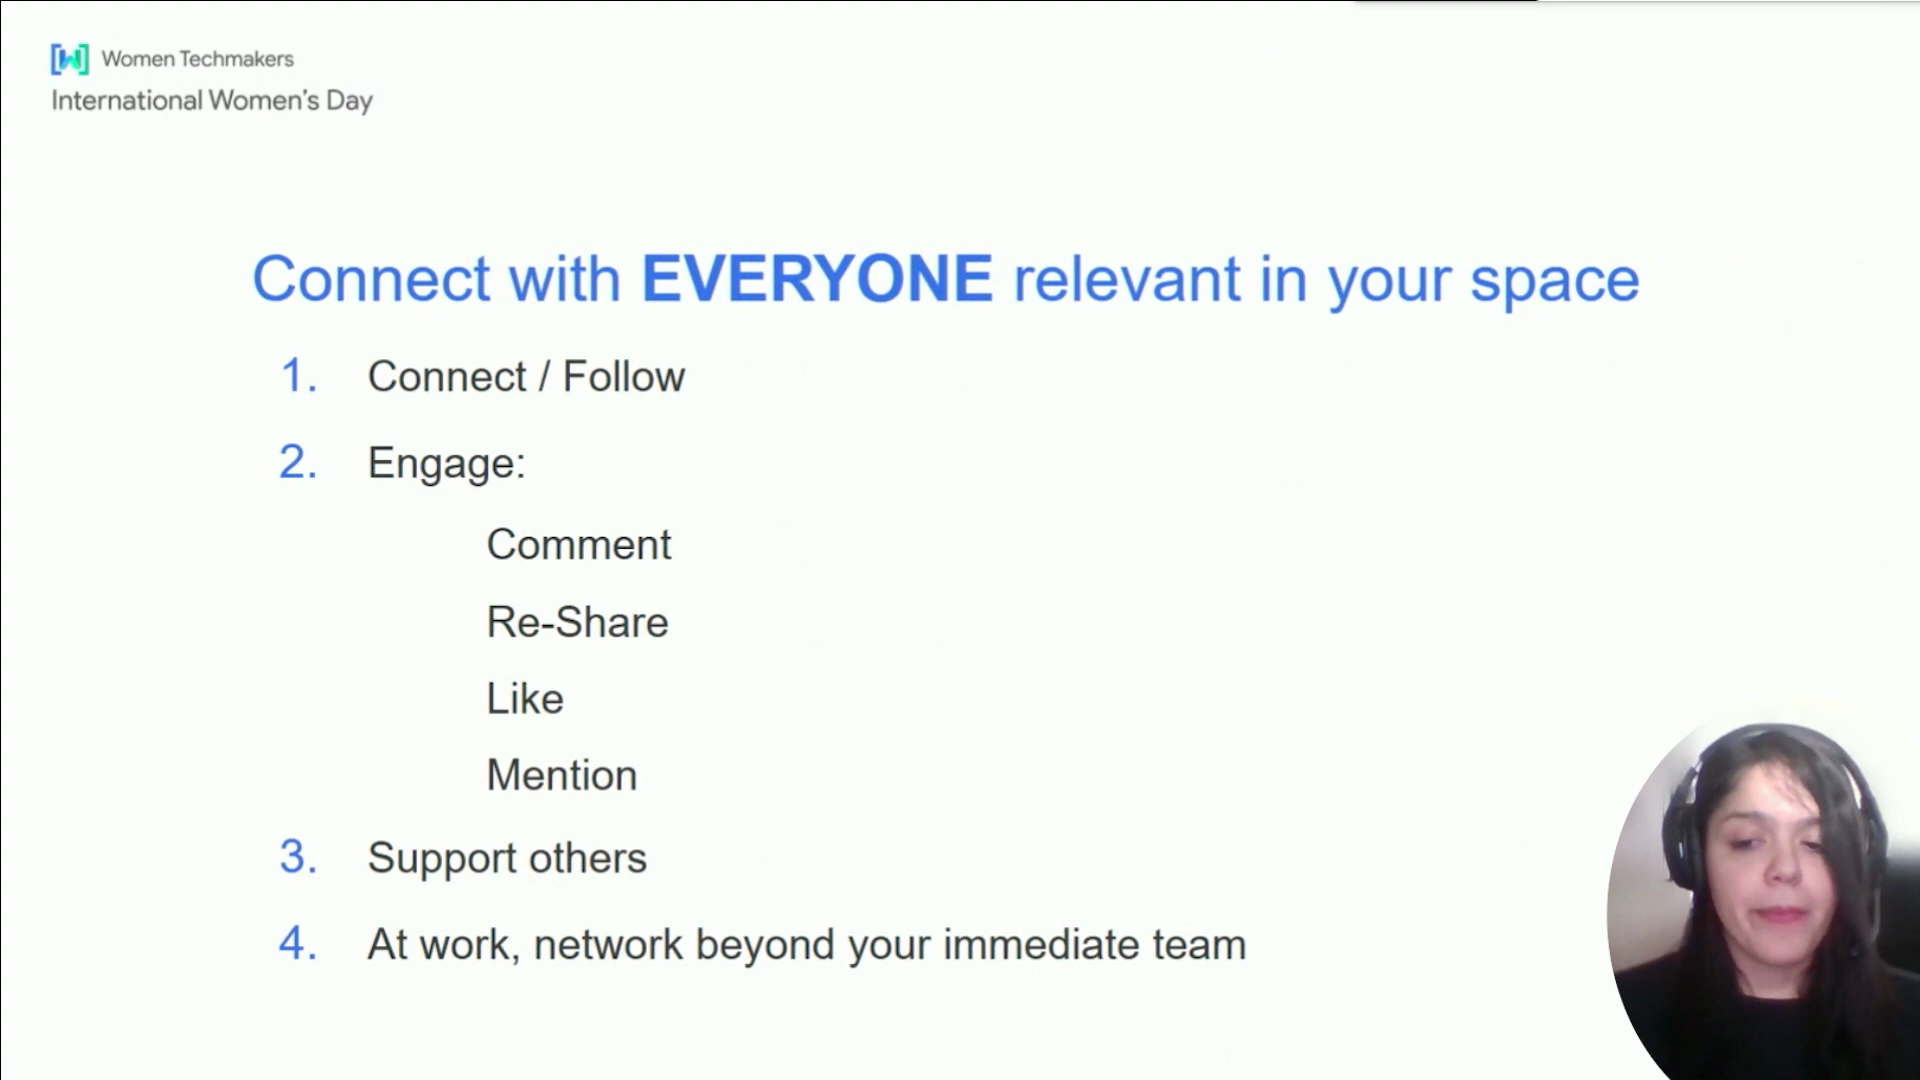 Women Techmakers
International Women's Day
Connect with EVERYONE relevant in your space
1. Connect / Follow
2. Engage:
Comment
Re-Share
Like
Mention
3. Support others
4. At work, network beyond your immediate team